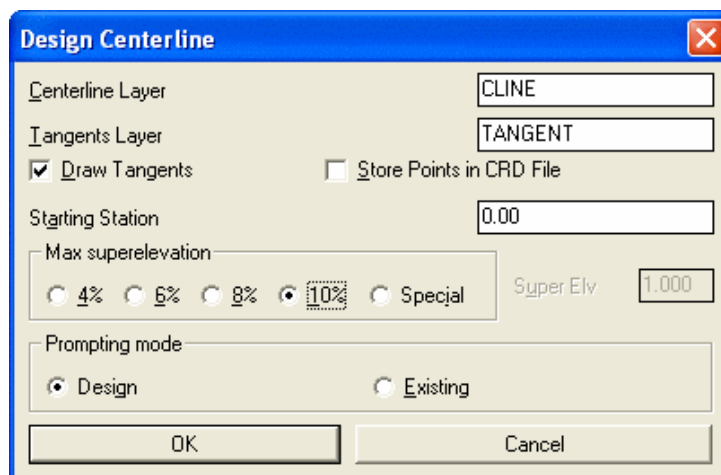 Design Centerline
Centerline Layer CLINE
Tangents Layer TANGENT
Draw Tangents Store Points in CRD File
Starting Station 0.00
Max superelevation
4% 6% 8% 10% Special Super Elv 1.000
Prompting mode
Design Existing
OK Cancel